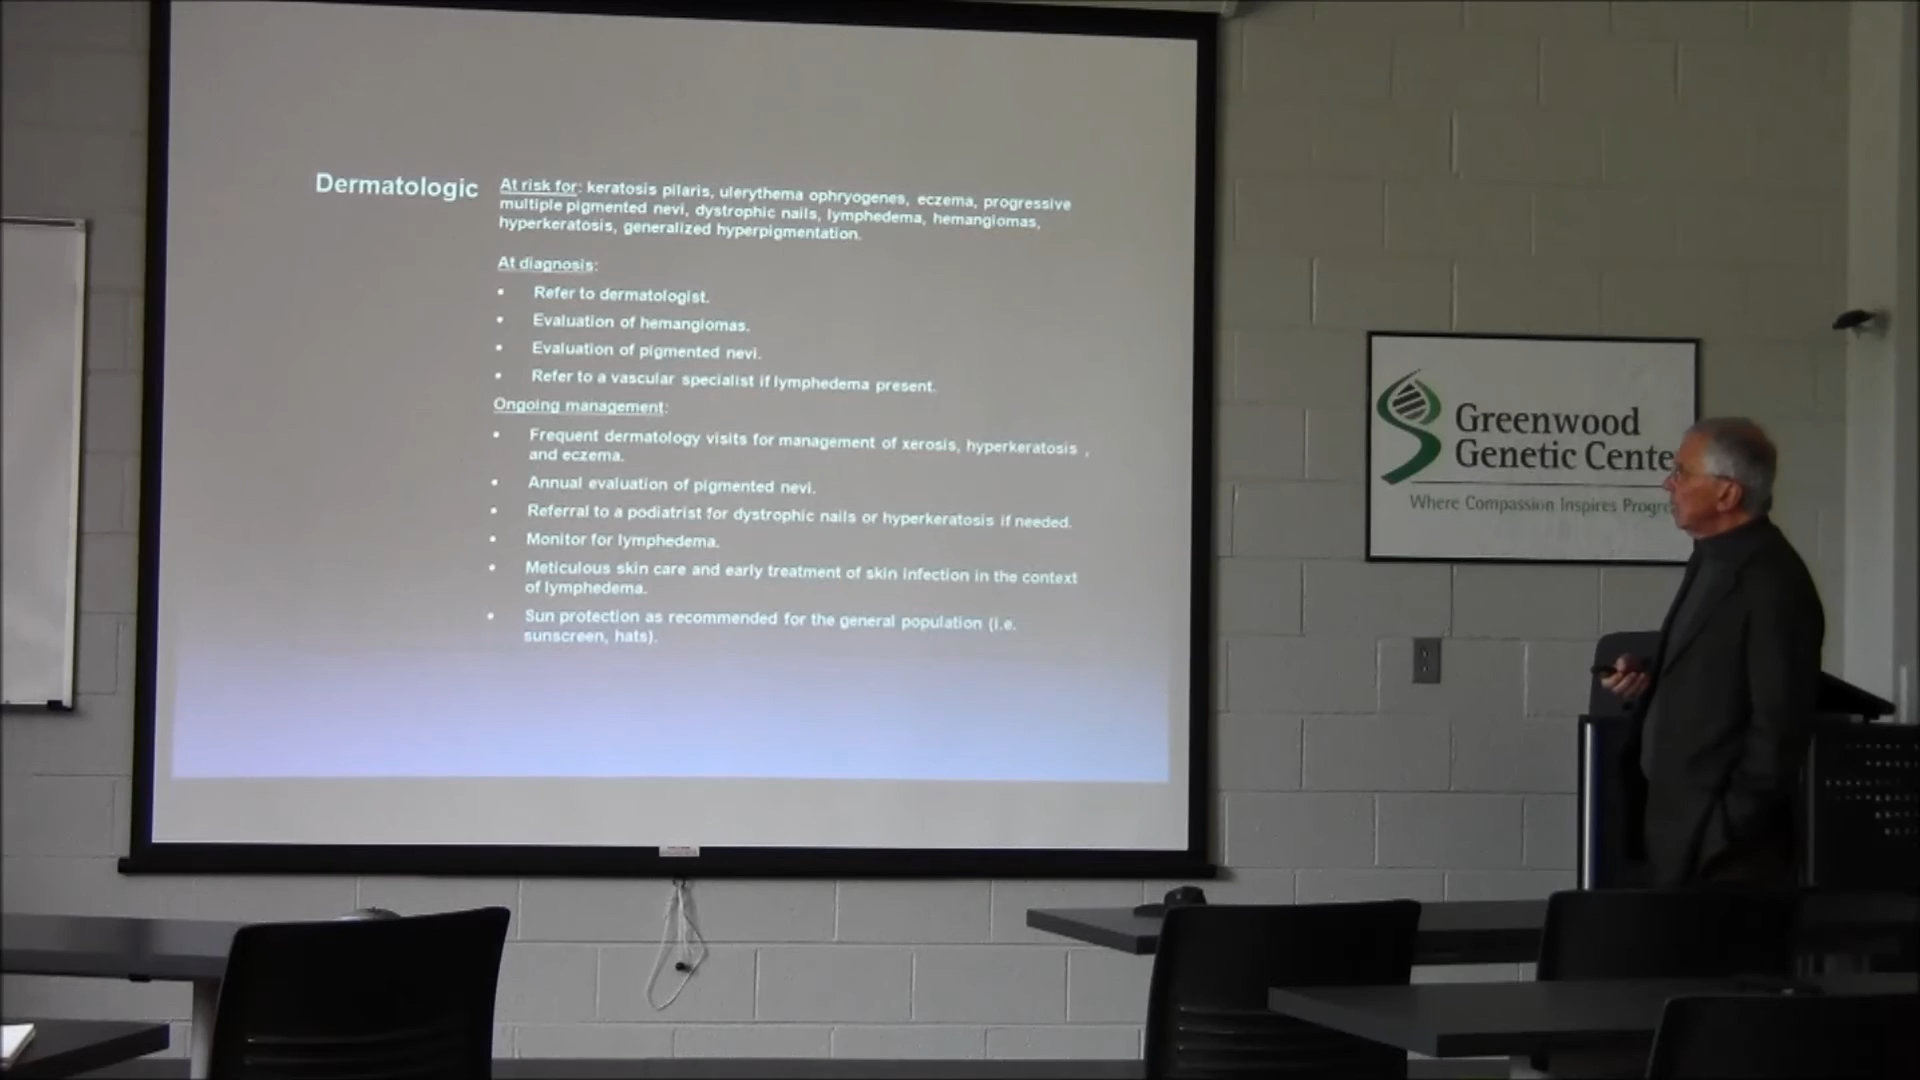 Dermatologic
At risk for: keratosis pilaris, ulerythema ophryogenes, eczema, progressive
multiple pigmented nevi, dystrophic nails, lymphedema, hemangiomas,
hyperkeratosis, generalized hyperpigmentation.
At diagnosis:
• Refer to dermatologist.
• Evaluation of hemangiomas.
• Evaluation of pigmented nevi.
• Refer to a vascular specialist if lymphedema present.
Ongoing management:
• Frequent dermatology visits for management of xerosis, hyperkeratosis ,
and eczema.
• Annual evaluation of pigmented nevi.
• Referral to a podiatrist for dystrophic nails or hyperkeratosis if needed.
• Monitor for lymphedema.
• Meticulous skin care and early treatment of skin infection in the context
of lymphedema.
• Sun protection as recommended for the general population (i.e.
sunscreen, hats).
Greenwood
Genetic Cente
Where Compassion Inspires Progre